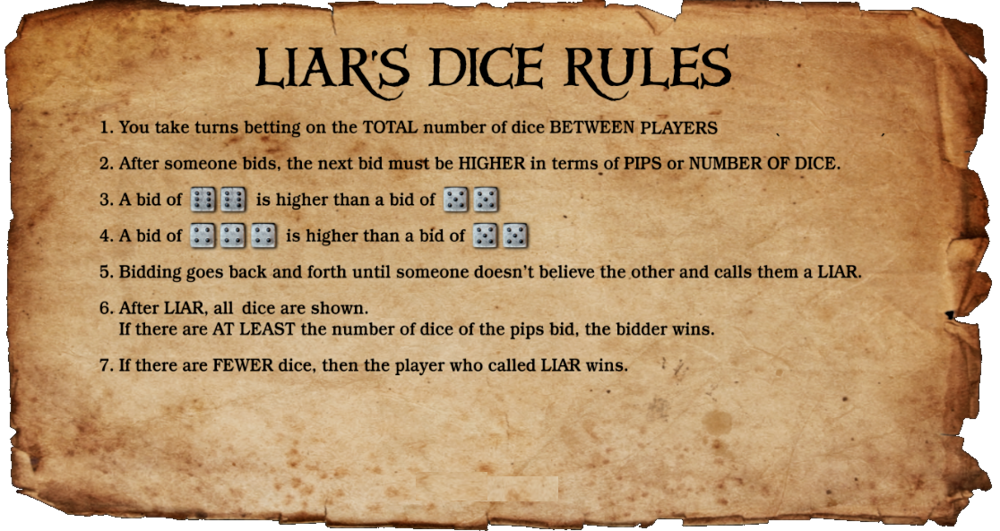 LIAR'S DICE RULES
1. You take turns betting on the TOTAL number of dice BETWEEN PLAYERS
2. After someone bids, the next bid must be HIGHER in terms of PIPS or NUMBER OF DICE.
3. A bid of is higher than a bid of
4. A bid of is higher than a bid of
5. Bidding goes back and forth until someone doesn't believe the other and calls them a LIAR.
6. After LIAR, all dice are shown.
If there are AT LEAST the number of dice of the pips bid, the bidder wins.
7. If there are FEWER dice, then the player who called LIAR wins.